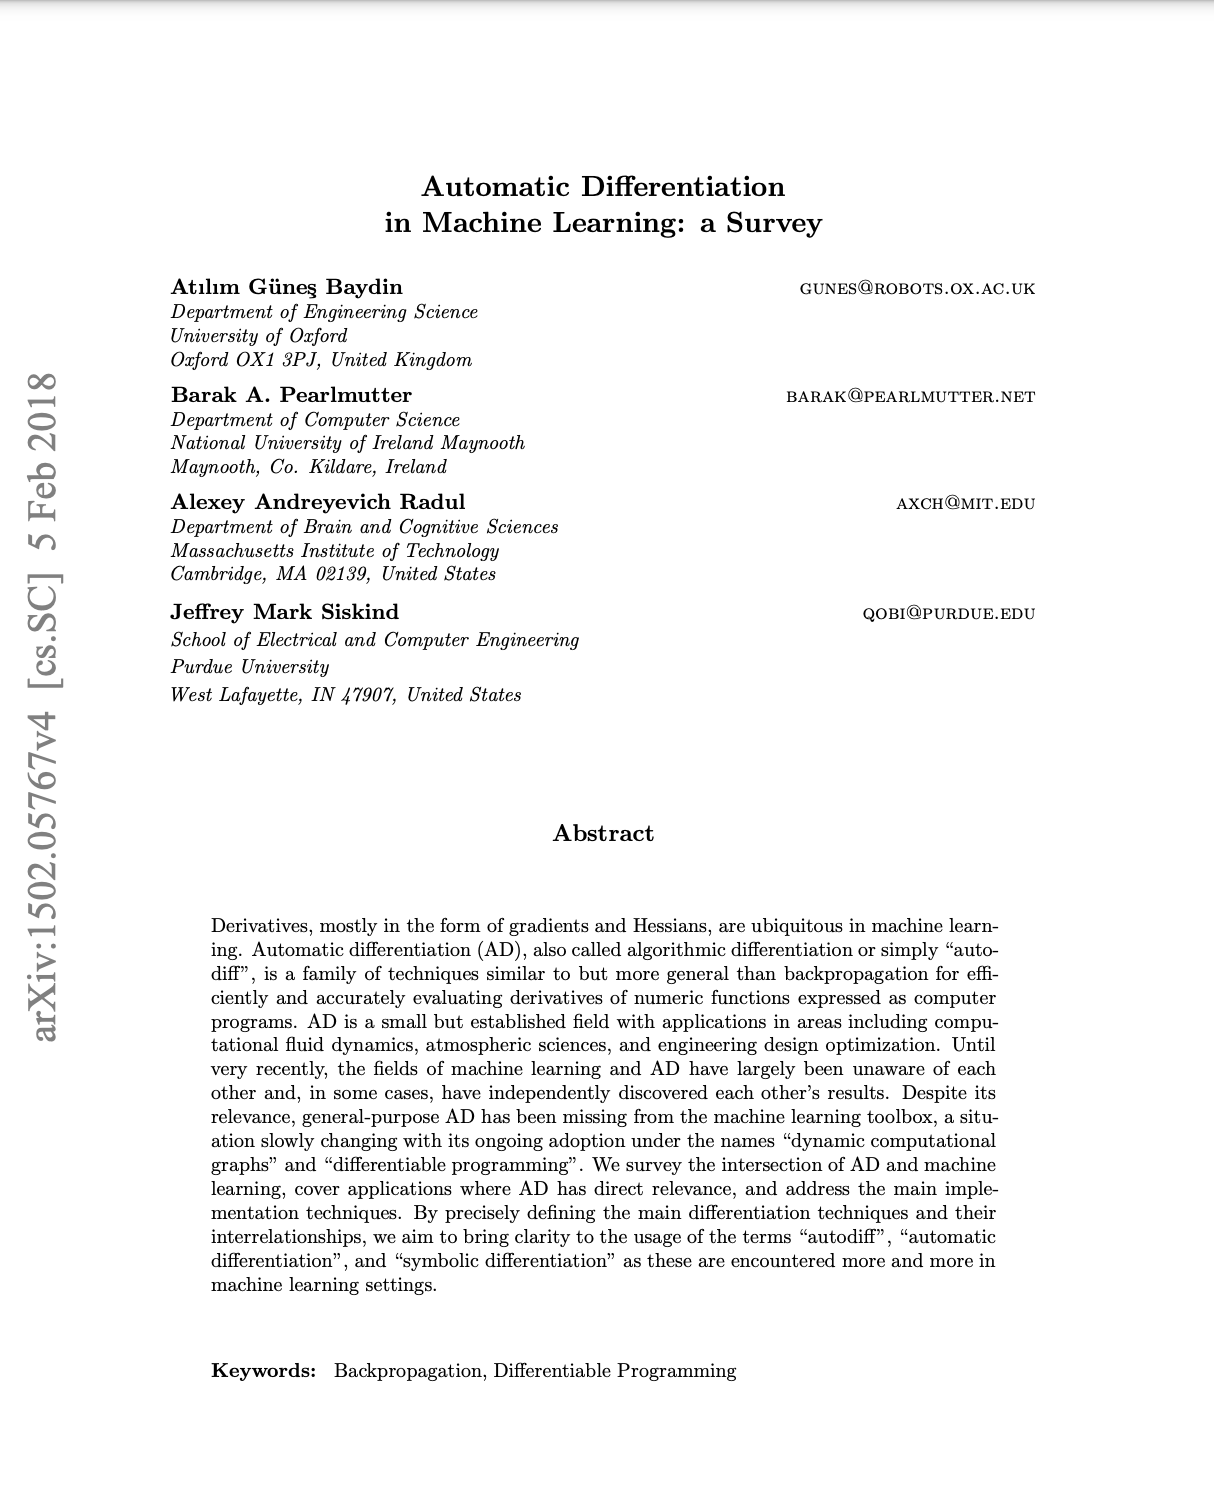 Automatic Differentiation
in Machine Learning: a Survey
Atılım Güneş Baydin GUNES@ROBOTS.OX.AC.UK
Department of Engineering Science
University of Oxford
Oxford OX1 3PJ, United Kingdom
Barak A. Pearlmutter BARAK@PEARLMUTTER.NET
Department of Computer Science
National University of Ireland Maynooth
Maynooth, Co. Kildare, Ireland
Alexey Andreyevich Radul AXCH@MIT.EDU
Department of Brain and Cognitive Sciences
Massachusetts Institute of Technology
Cambridge, MA 02139, United States
Jeffrey Mark Siskind QOBI@PURDUE.EDU
School of Electrical and Computer Engineering
Purdue University
West Lafayette, IN 47907, United States
arXiv:1502.05767v4 [cs.SC] 5 Feb 2018
Abstract
Derivatives, mostly in the form of gradients and Hessians, are ubiquitous in machine learn-
ing. Automatic differentiation (AD), also called algorithmic differentiation or simply “auto-
diff”, is a family of techniques similar to but more general than backpropagation for effi-
ciently and accurately evaluating derivatives of numeric functions expressed as computer
programs. AD is a small but established field with applications in areas including compu-
tational fluid dynamics, atmospheric sciences, and engineering design optimization. Until
very recently, the fields of machine learning and AD have largely been unaware of each
other and, in some cases, have independently discovered each other’s results. Despite its
relevance, general-purpose AD has been missing from the machine learning toolbox, a situ-
ation slowly changing with its ongoing adoption under the names “dynamic computational
graphs” and “differentiable programming”. We survey the intersection of AD and machine
learning, cover applications where AD has direct relevance, and address the main imple-
mentation techniques. By precisely defining the main differentiation techniques and their
interrelationships, we aim to bring clarity to the usage of the terms “autodiff”, “automatic
differentiation”, and “symbolic differentiation” as these are encountered more and more in
machine learning settings.
Keywords: Backpropagation, Differentiable Programming